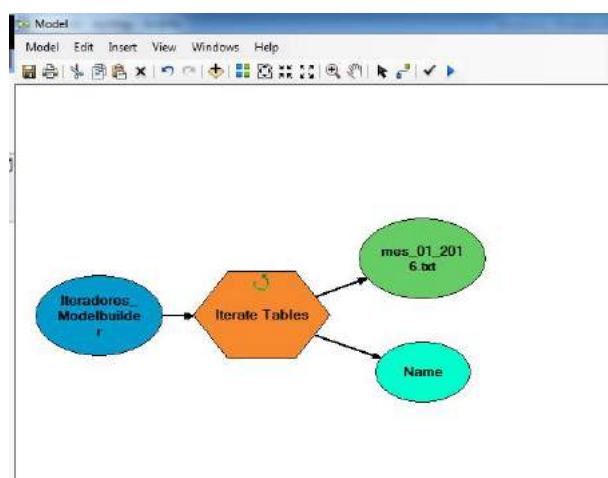 Model
Model Edit Insert View Windows Help
Iteradores_
Modelbuilde
r
Iterate Tables
mes_01_201
6.txt
Name